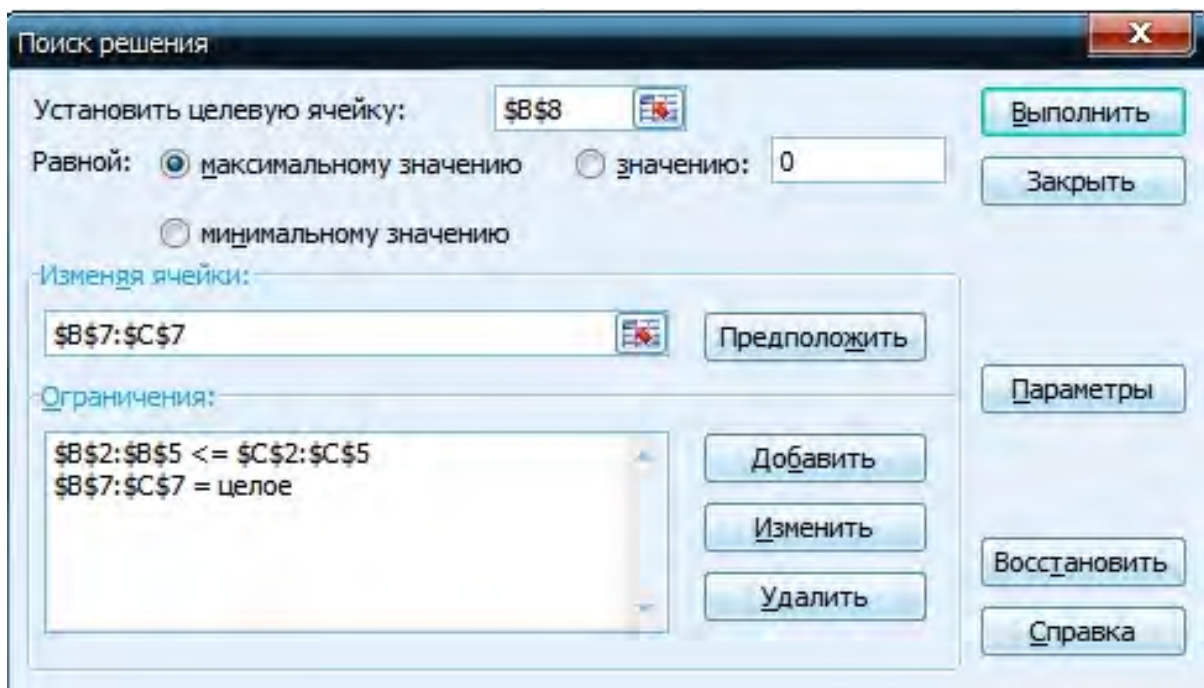 Поиск решения
x
Установить целевую ячейку: $B$8
Выполнить
Равной: максимальному значению значению: 0
Закрыть
минимальному значению
Изменяя ячейки:
$B$7:$C$7 Предположить
Параметры
Ограничения:
$B$2:$B$5 <= $C$2:$C$5
$B$7:$C$7 = целое
Добавить
Изменить
Удалить
Восстановить
Справка